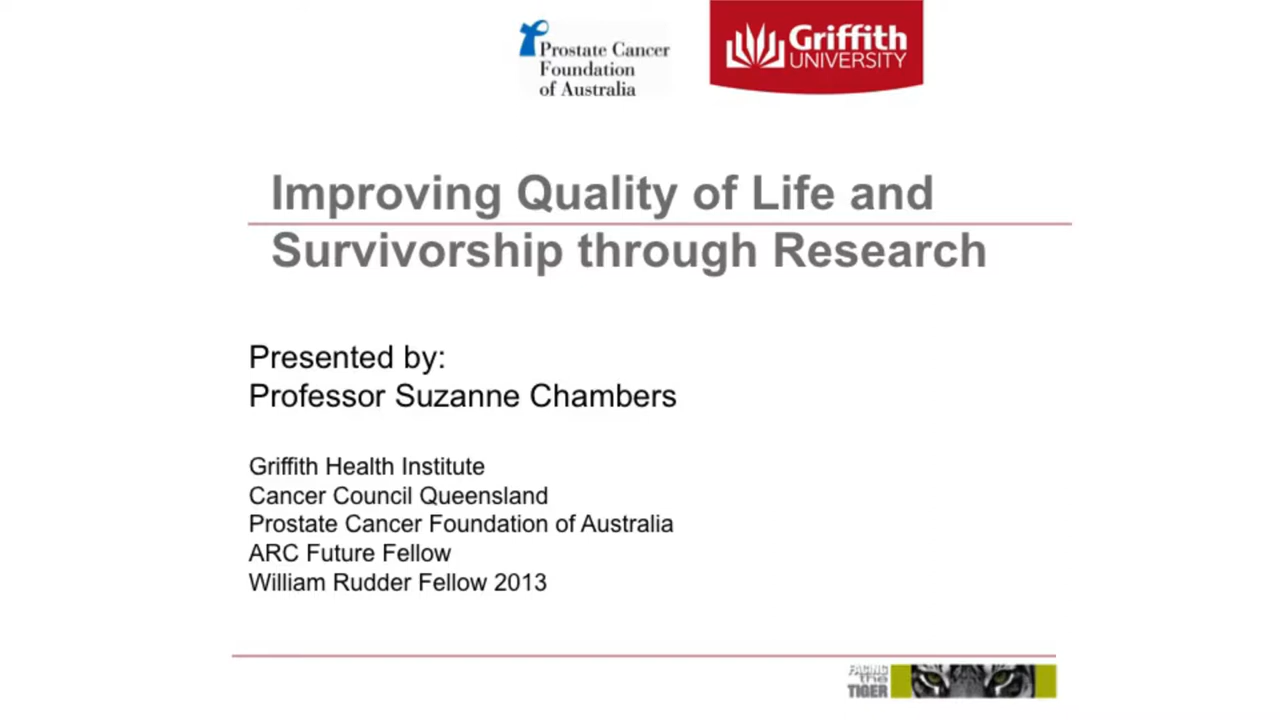 Prostate Cancer
Foundation
of Australia
Griffith
UNIVERSITY
Improving Quality of Life and
Survivorship through Research
Presented by:
Professor Suzanne Chambers
Griffith Health Institute
Cancer Council Queensland
Prostate Cancer Foundation of Australia
ARC Future Fellow
William Rudder Fellow 2013
FACING
the
TIGER